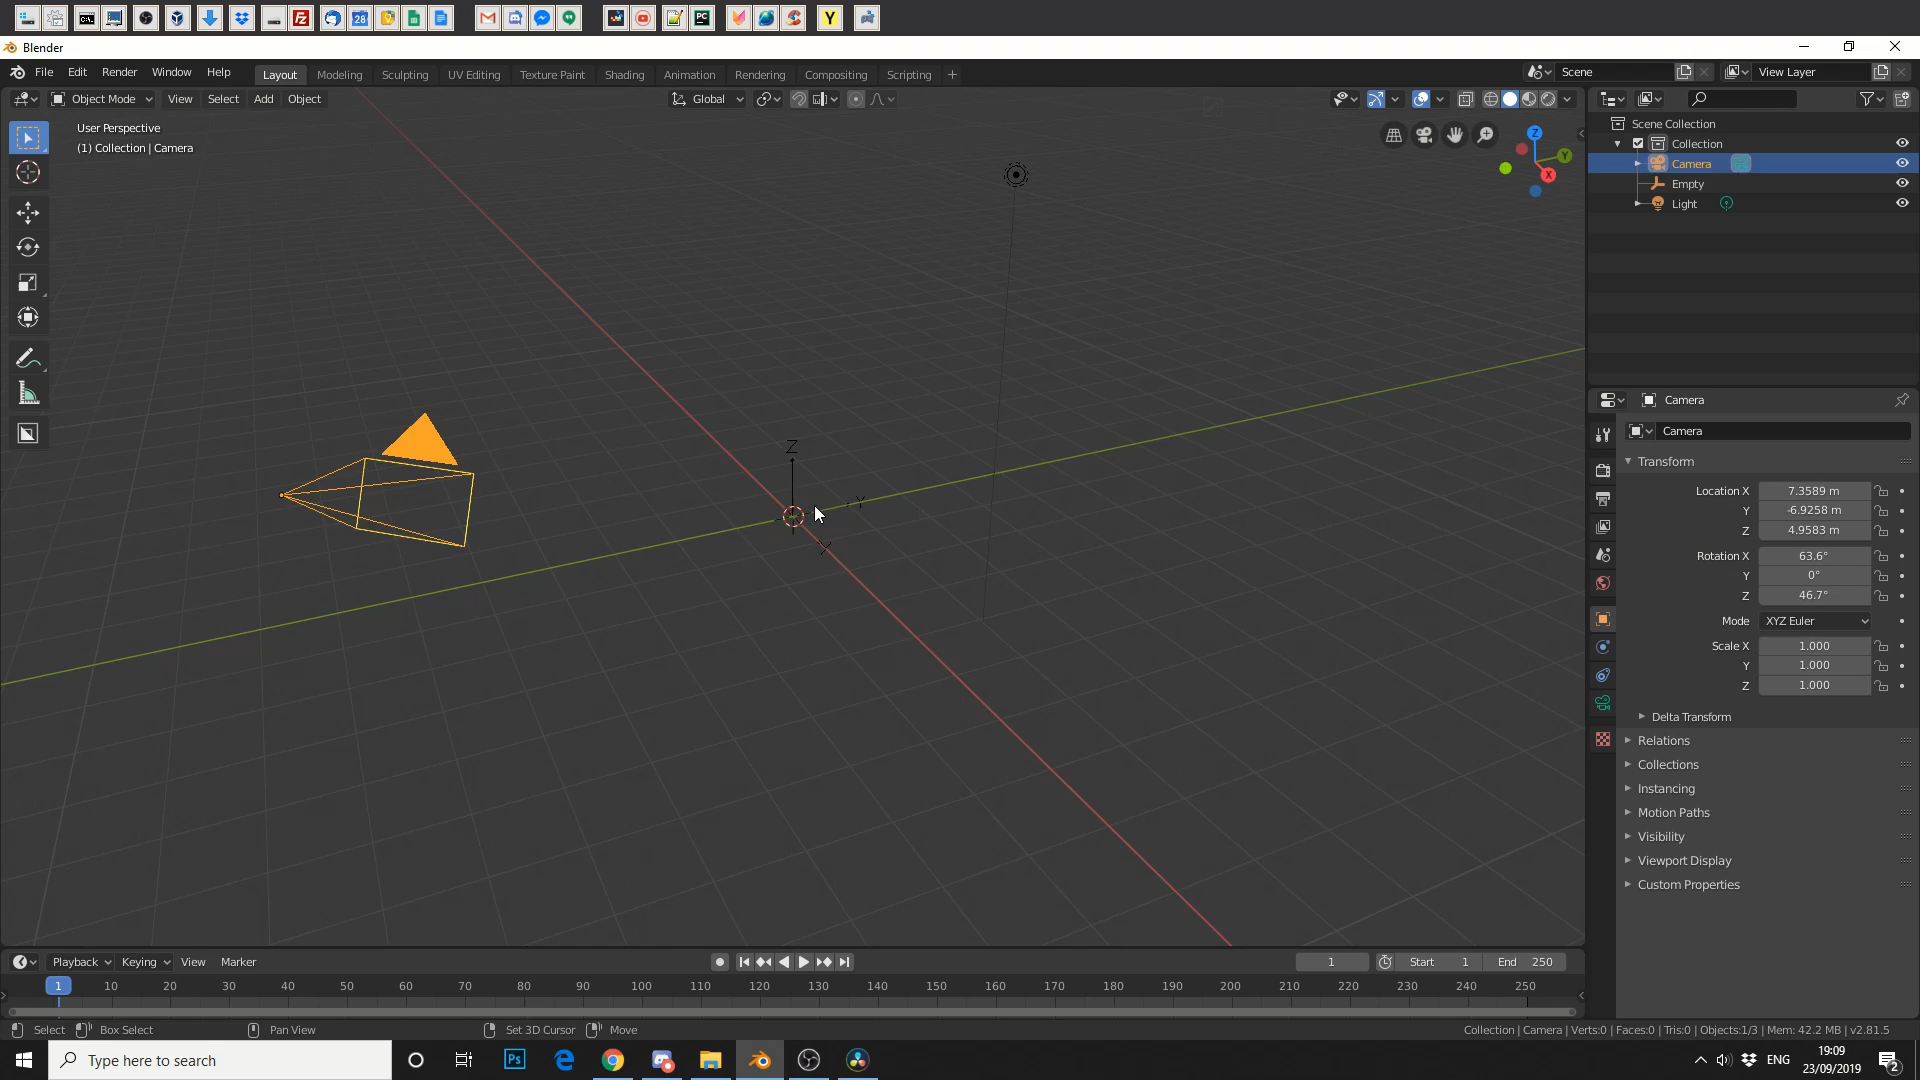 Blender
File Edit Render Window Help Layout Modeling Sculpting UV Editing Texture Paint Shading Animation Rendering Compositing Scripting + Scene View Layer
Object Mode View Select Add Object Global
User Perspective
(1) Collection | Camera
Z
Y
X
Z
Y
X
Scene Collection
Collection
Camera
Empty
Light
Camera
Camera
Transform
Location X 7.3589 m
Y -6.9258 m
Z 4.9583 m
Rotation X 63.6°
Y 0°
Z 46.7°
Mode XYZ Euler
Scale X 1.000
Y 1.000
Z 1.000
Delta Transform
Relations
Collections
Instancing
Motion Paths
Visibility
Viewport Display
Custom Properties
Playback Keying View Marker 1 Start 1 End 250
1 10 20 30 40 50 60 70 80 90 100 110 120 130 140 150 160 170 180 190 200 210 220 230 240 250
Select Box Select Pan View Set 3D Cursor Move Collection | Camera | Verts:0 | Faces:0 | Tris:0 | Objects:1/3 | Mem: 42.2 MB | v2.81.5
Type here to search Ps ENG 19:09
23/09/2019 2